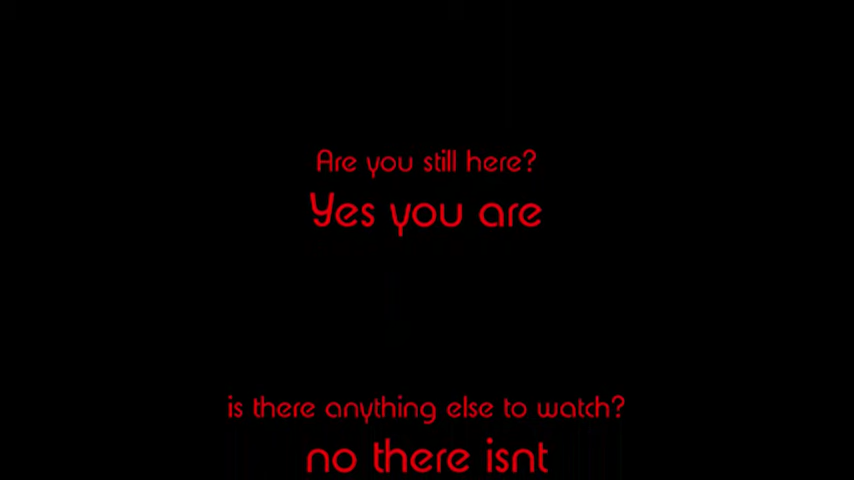 Are you still here?
Yes you are
is there anything else to watch?
no there isnt